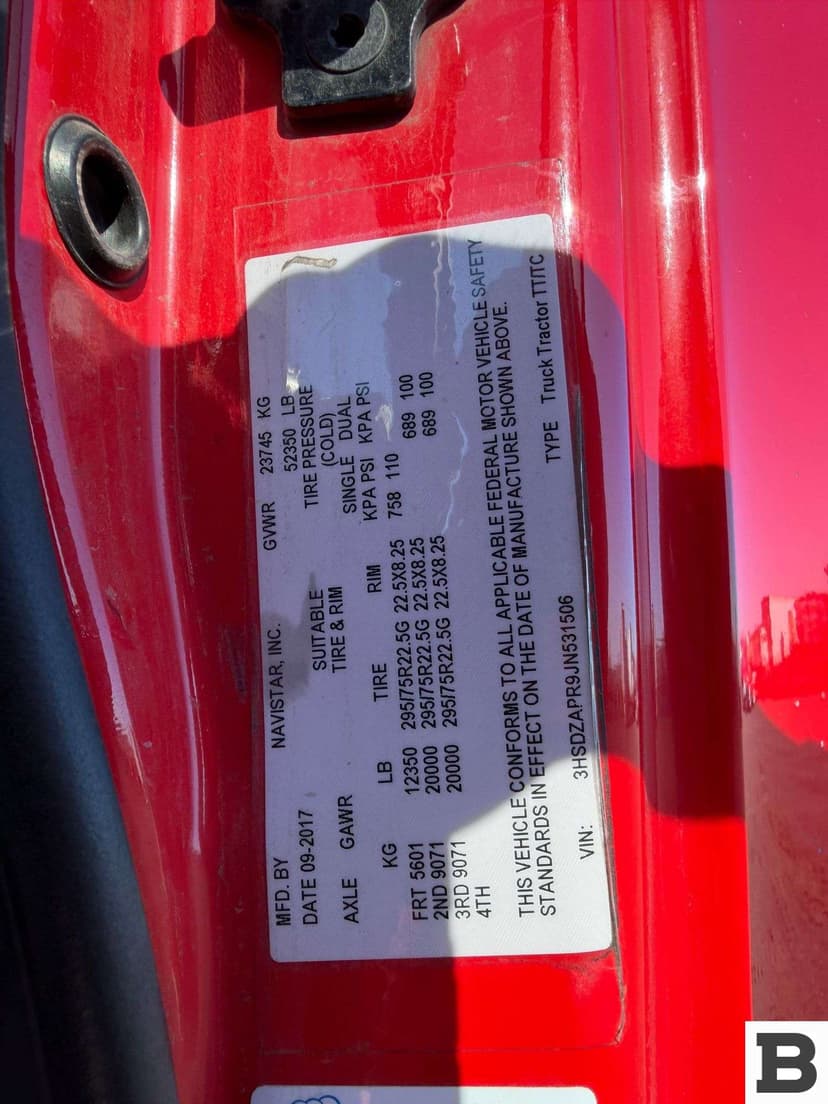 MFD. BY NAVISTAR, INC. GVWR 23745 KG
DATE 09-2017 52350 LB
SUITABLE TIRE PRESSURE
AXLE GAWR TIRE & RIM (COLD)
SINGLE DUAL
KG LB TIRE RIM KPA PSI KPA PSI
FRT 5601 12350 295/75R22.5G 22.5X8.25 758 110
2ND 9071 20000 295/75R22.5G 22.5X8.25 689 100
3RD 9071 20000 295/75R22.5G 22.5X8.25 689 100
4TH
THIS VEHICLE CONFORMS TO ALL APPLICABLE FEDERAL MOTOR VEHICLE SAFETY
STANDARDS IN EFFECT ON THE DATE OF MANUFACTURE SHOWN ABOVE.
VIN: 3HSDZAPR9JN531506 TYPE Truck Tractor TT/TC
B